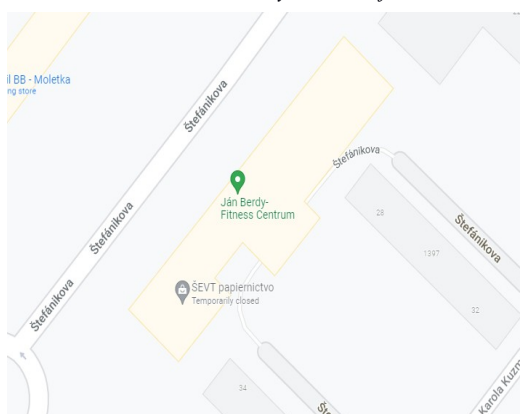 il BB - Moletka
ng store
Štefánikova
Štefánikova
Štefánikova
Štefánikova
Štefánikova
Ján Berdy-
Fitness Centrum
28
1397
32
ŠEVT papiernictvo
Temporarily closed
34
Karola Kuzm